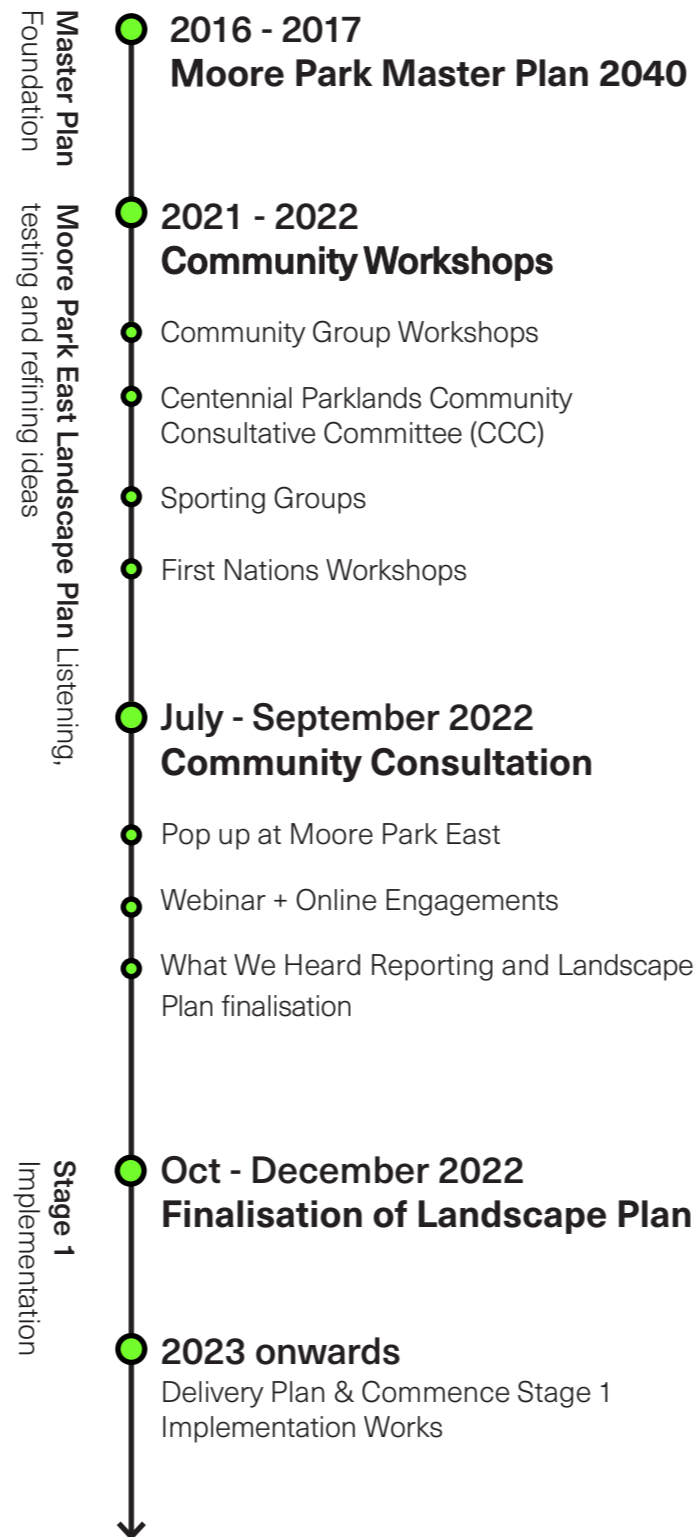 Master Plan
Foundation
2016 - 2017
Moore Park Master Plan 2040
Moore Park East Landscape Plan Listening,
testing and refining ideas
2021 - 2022
Community Workshops
Community Group Workshops
Centennial Parklands Community
Consultative Committee (CCC)
Sporting Groups
First Nations Workshops
July - September 2022
Community Consultation
Pop up at Moore Park East
Webinar + Online Engagements
What We Heard Reporting and Landscape
Plan finalisation
Stage 1
Implementation
Oct - December 2022
Finalisation of Landscape Plan
2023 onwards
Delivery Plan & Commence Stage 1
Implementation Works